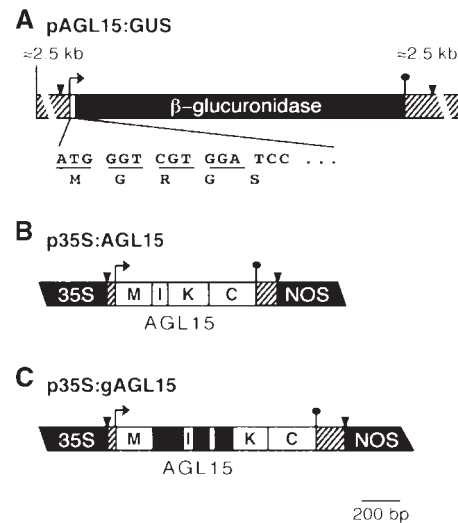 A pAGL15:GUS
≈2.5 kb ≈2.5 kb
β-glucuronidase
ATG GGT CGT GGA TCC ...
M G R G S
B p35S:AGL15
35S M I K C NOS
AGL15
C p35S:gAGL15
35S M I K C NOS
AGL15
200 bp